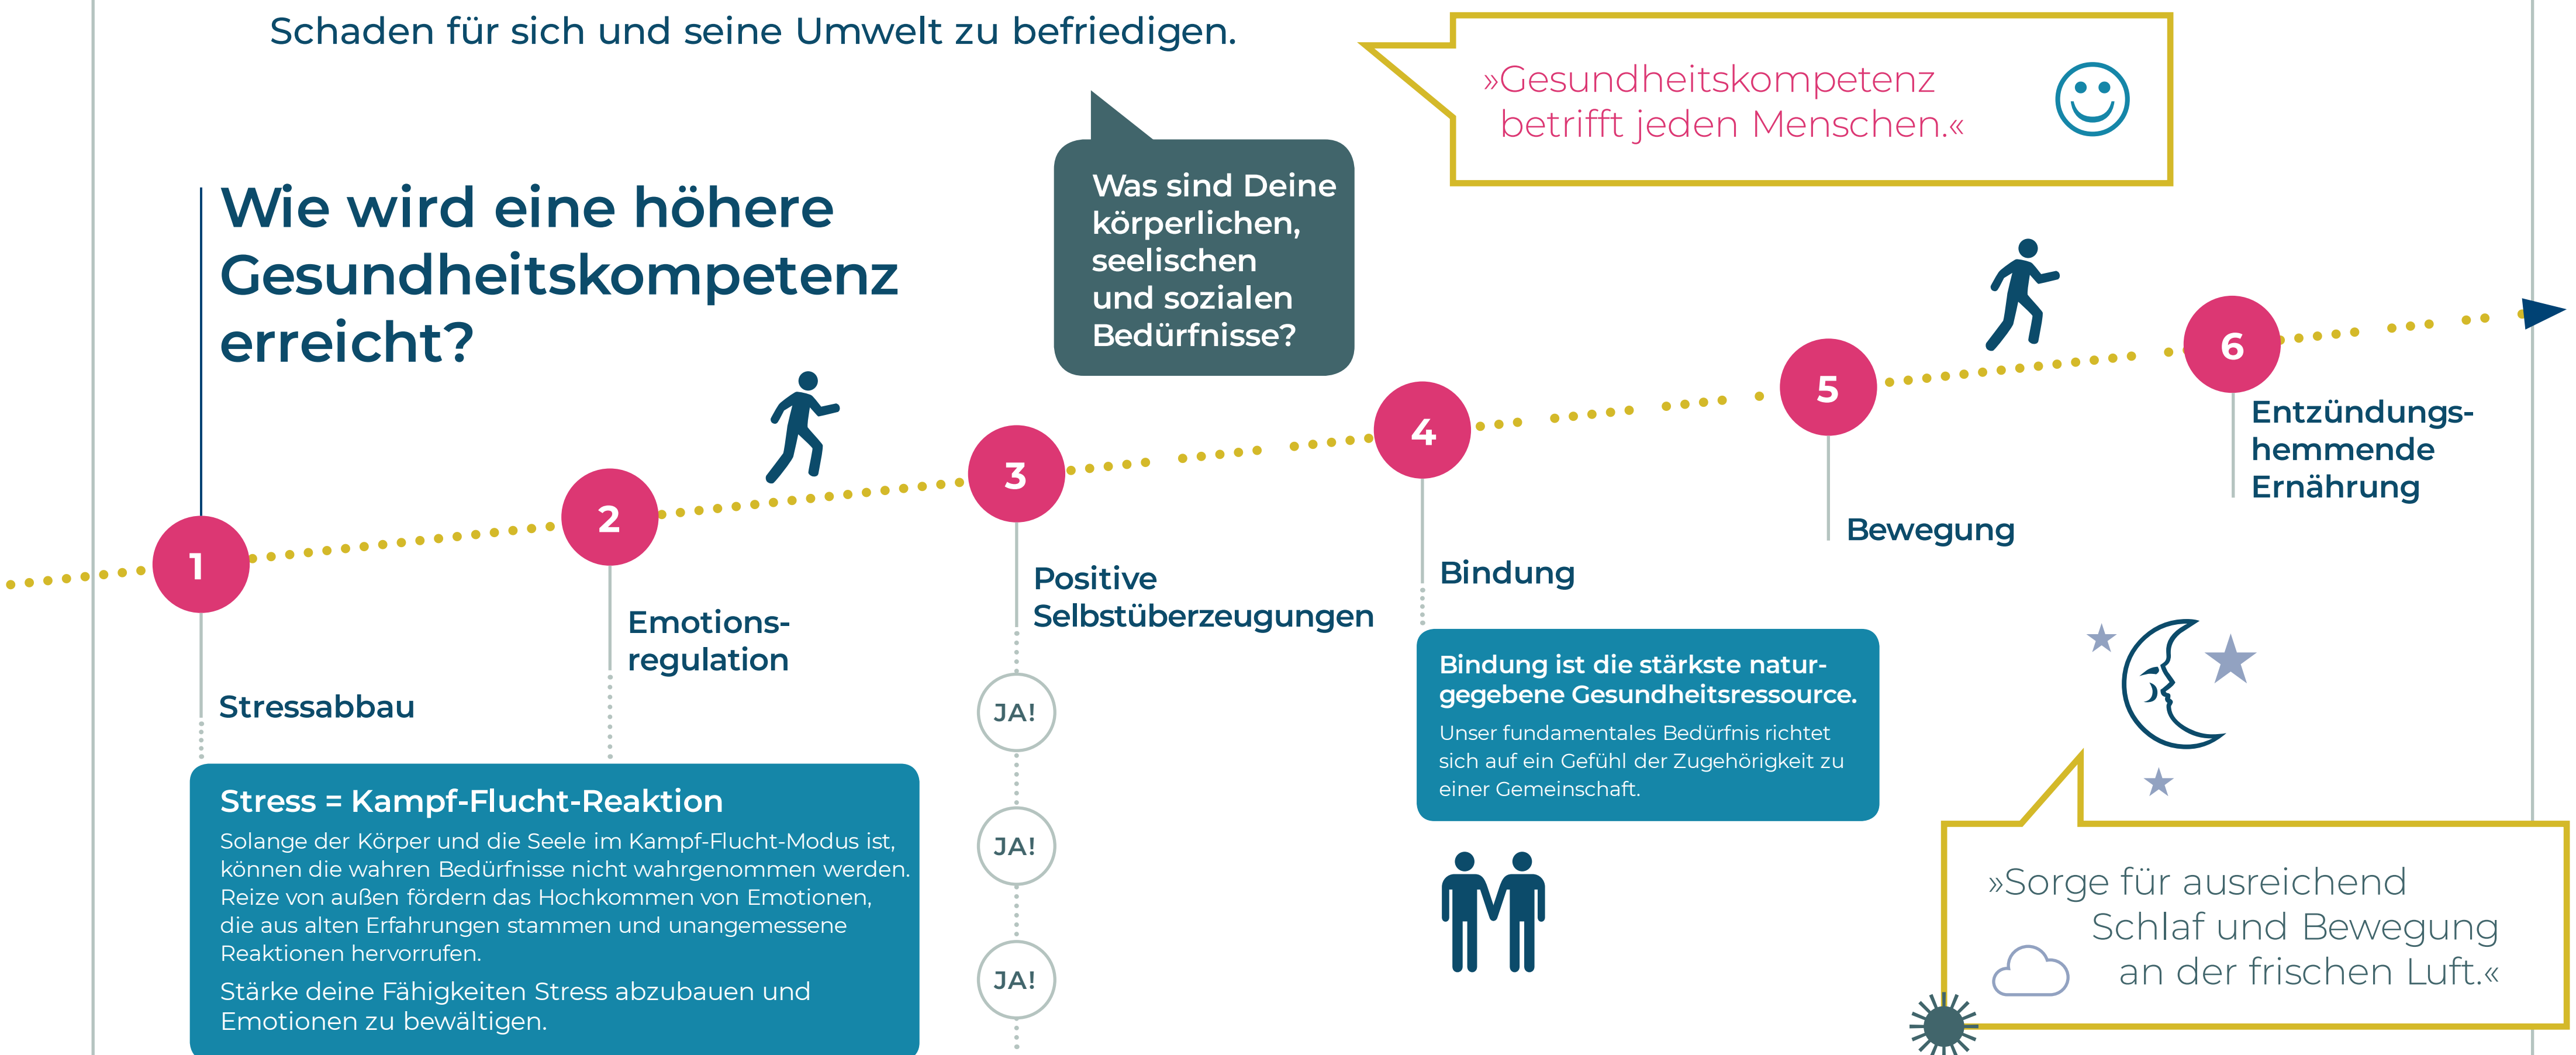 Schaden für sich und seine Umwelt zu befriedigen.
»Gesundheitskompetenz
betrifft jeden Menschen.«
Wie wird eine höhere
Gesundheitskompetenz
erreicht?
Was sind Deine
körperlichen,
seelischen
und sozialen
Bedürfnisse?
1
Stressabbau
2
Emotions-
regulation
Stress = Kampf-Flucht-Reaktion
Solange der Körper und die Seele im Kampf-Flucht-Modus ist,
können die wahren Bedürfnisse nicht wahrgenommen werden.
Reize von außen fördern das Hochkommen von Emotionen,
die aus alten Erfahrungen stammen und unangemessene
Reaktionen hervorrufen.
Stärke deine Fähigkeiten Stress abzubauen und
Emotionen zu bewältigen.
3
Positive
Selbstüberzeugungen
JA!
JA!
JA!
4
Bindung
Bindung ist die stärkste natur-
gegebene Gesundheitsressource.
Unser fundamentales Bedürfnis richtet
sich auf ein Gefühl der Zugehörigkeit zu
einer Gemeinschaft.
5
Bewegung
6
Entzündungs-
hemmende
Ernährung
»Sorge für ausreichend
Schlaf und Bewegung
an der frischen Luft.«